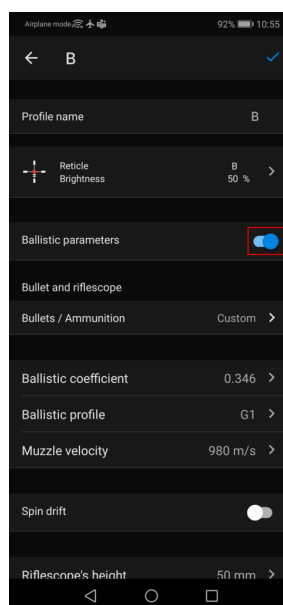 Airplane mode 92% 10:55
B
Profile name B
Reticle B
Brightness 50 %
Ballistic parameters
Bullet and riflescope
Bullets / Ammunition Custom
Ballistic coefficient 0.346
Ballistic profile G1
Muzzle velocity 980 m/s
Spin drift
Riflescope's height 50 mm